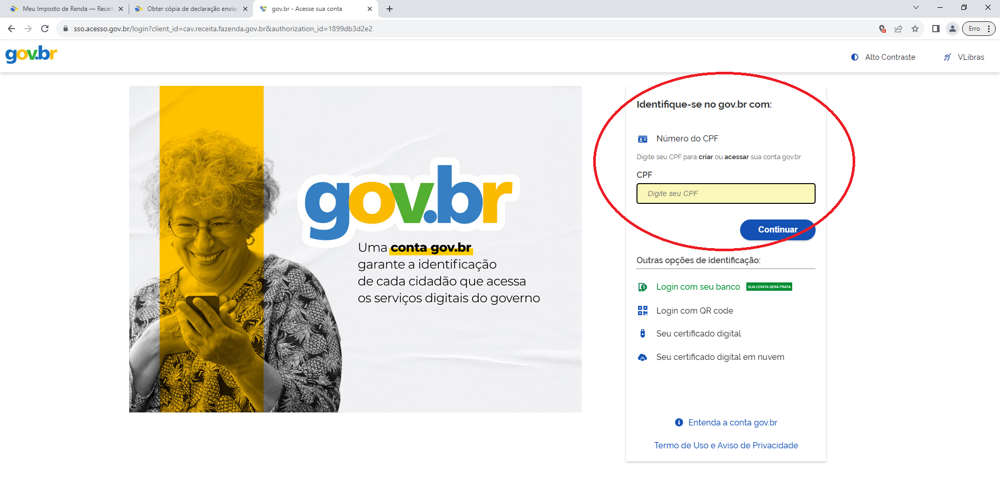 Meu Imposto de Renda — Receit
Obter cópia de declaração envia
gov.br - Acesse sua conta
sso.acesso.gov.br/login?client_id=cav.receita.fazenda.gov.br&authorization_id=1899db3d2e2
Erro
gov.br
Alto Contraste
VLibras
gov.br
Uma conta gov.br
garante a identificação
de cada cidadão que acessa
os serviços digitais do governo
Identifique-se no gov.br com:
Número do CPF
Digite seu CPF para criar ou acessar sua conta gov.br
CPF
Digite seu CPF
Continuar
Outras opções de identificação:
Login com seu banco SUA CONTA SERÁ PRATA
Login com QR code
Seu certificado digital
Seu certificado digital em nuvem
Entenda a conta gov.br
Termo de Uso e Aviso de Privacidade